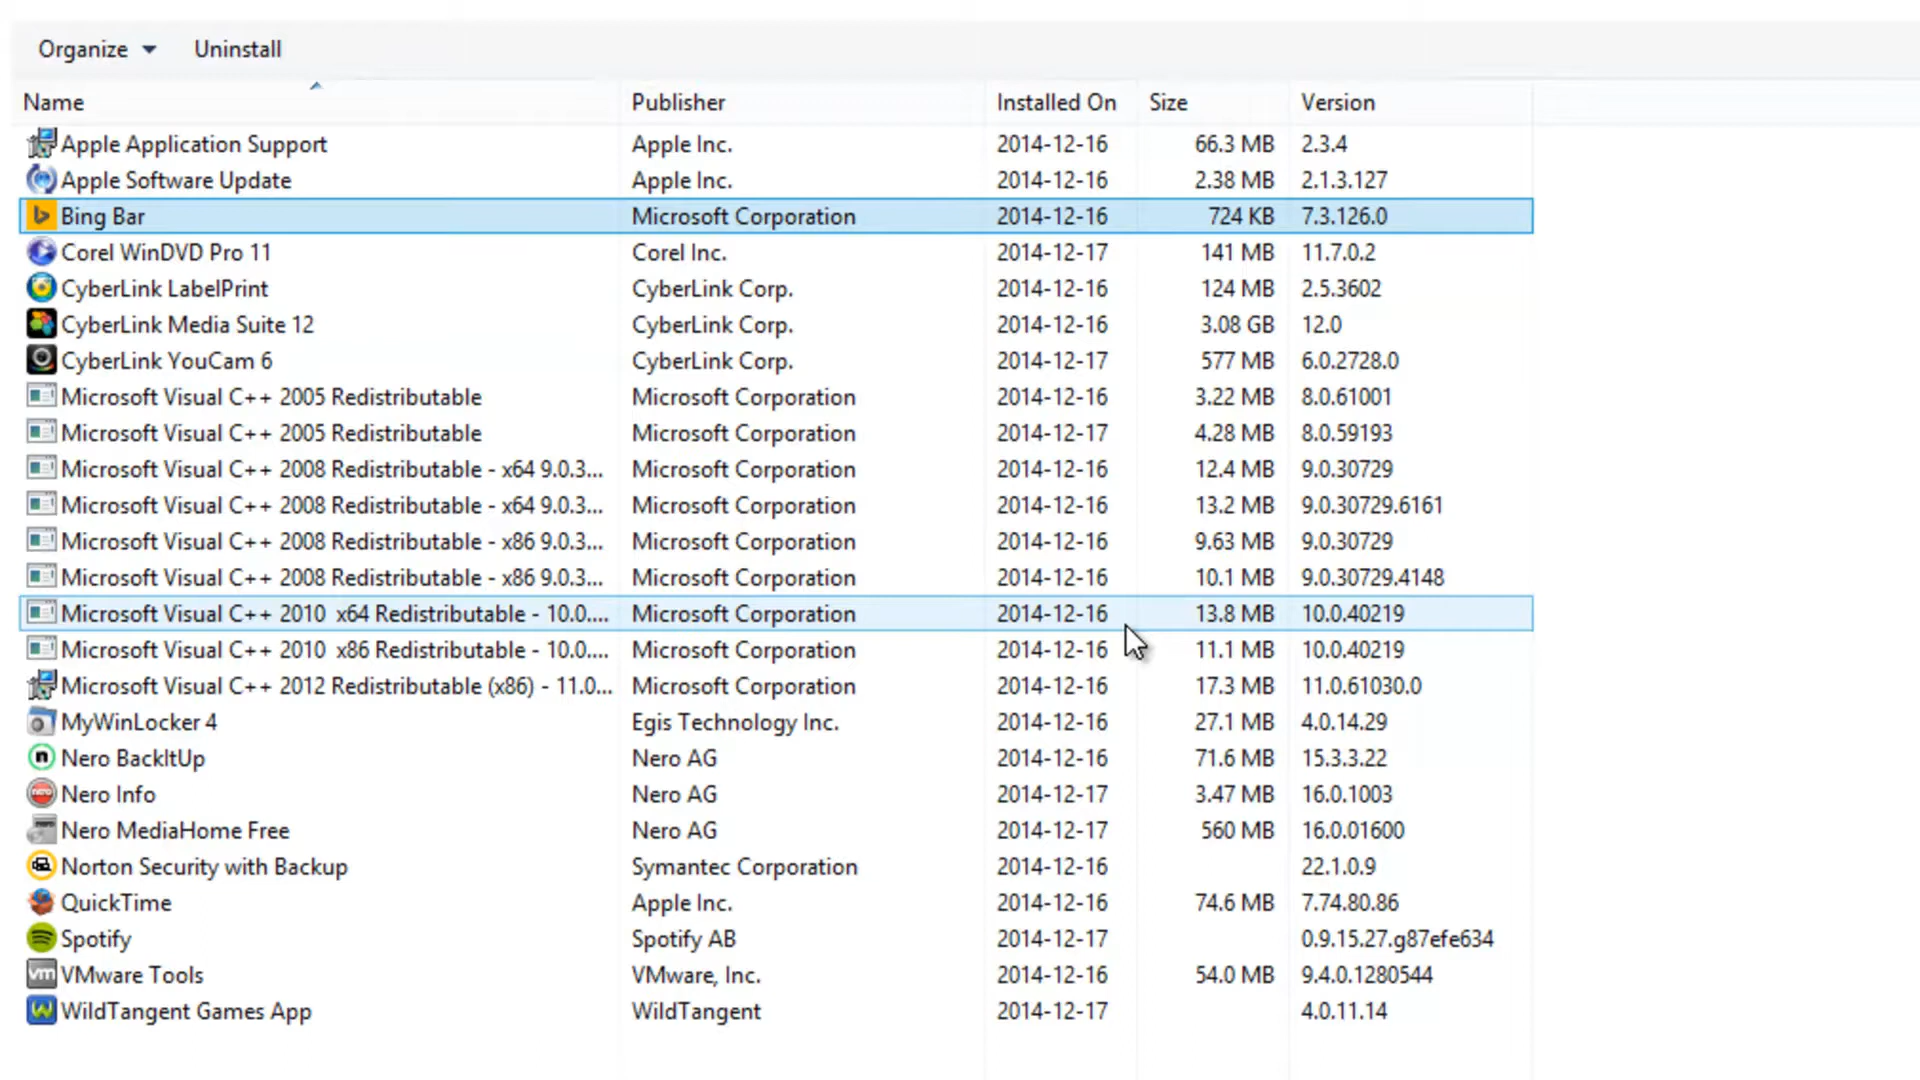 Organize Uninstall
Name Publisher Installed On Size Version
Apple Application Support Apple Inc. 2014-12-16 66.3 MB 2.3.4
Apple Software Update Apple Inc. 2014-12-16 2.38 MB 2.1.3.127
Bing Bar Microsoft Corporation 2014-12-16 724 KB 7.3.126.0
Corel WinDVD Pro 11 Corel Inc. 2014-12-17 141 MB 11.7.0.2
CyberLink LabelPrint CyberLink Corp. 2014-12-16 124 MB 2.5.3602
CyberLink Media Suite 12 CyberLink Corp. 2014-12-16 3.08 GB 12.0
CyberLink YouCam 6 CyberLink Corp. 2014-12-17 577 MB 6.0.2728.0
Microsoft Visual C++ 2005 Redistributable Microsoft Corporation 2014-12-16 3.22 MB 8.0.61001
Microsoft Visual C++ 2005 Redistributable Microsoft Corporation 2014-12-17 4.28 MB 8.0.59193
Microsoft Visual C++ 2008 Redistributable - x64 9.0.3... Microsoft Corporation 2014-12-16 12.4 MB 9.0.30729
Microsoft Visual C++ 2008 Redistributable - x64 9.0.3... Microsoft Corporation 2014-12-16 13.2 MB 9.0.30729.6161
Microsoft Visual C++ 2008 Redistributable - x86 9.0.3... Microsoft Corporation 2014-12-16 9.63 MB 9.0.30729
Microsoft Visual C++ 2008 Redistributable - x86 9.0.3... Microsoft Corporation 2014-12-16 10.1 MB 9.0.30729.4148
Microsoft Visual C++ 2010 x64 Redistributable - 10.0.... Microsoft Corporation 2014-12-16 13.8 MB 10.0.40219
Microsoft Visual C++ 2010 x86 Redistributable - 10.0.... Microsoft Corporation 2014-12-16 11.1 MB 10.0.40219
Microsoft Visual C++ 2012 Redistributable (x86) - 11.0... Microsoft Corporation 2014-12-16 17.3 MB 11.0.61030.0
MyWinLocker 4 Egis Technology Inc. 2014-12-16 27.1 MB 4.0.14.29
Nero BackItUp Nero AG 2014-12-16 71.6 MB 15.3.3.22
Nero Info Nero AG 2014-12-17 3.47 MB 16.0.1003
Nero MediaHome Free Nero AG 2014-12-17 560 MB 16.0.01600
Norton Security with Backup Symantec Corporation 2014-12-16 22.1.0.9
QuickTime Apple Inc. 2014-12-16 74.6 MB 7.74.80.86
Spotify Spotify AB 2014-12-17 0.9.15.27.g87efe634
vm VMware Tools VMware, Inc. 2014-12-16 54.0 MB 9.4.0.1280544
WildTangent Games App WildTangent 2014-12-17 4.0.11.14